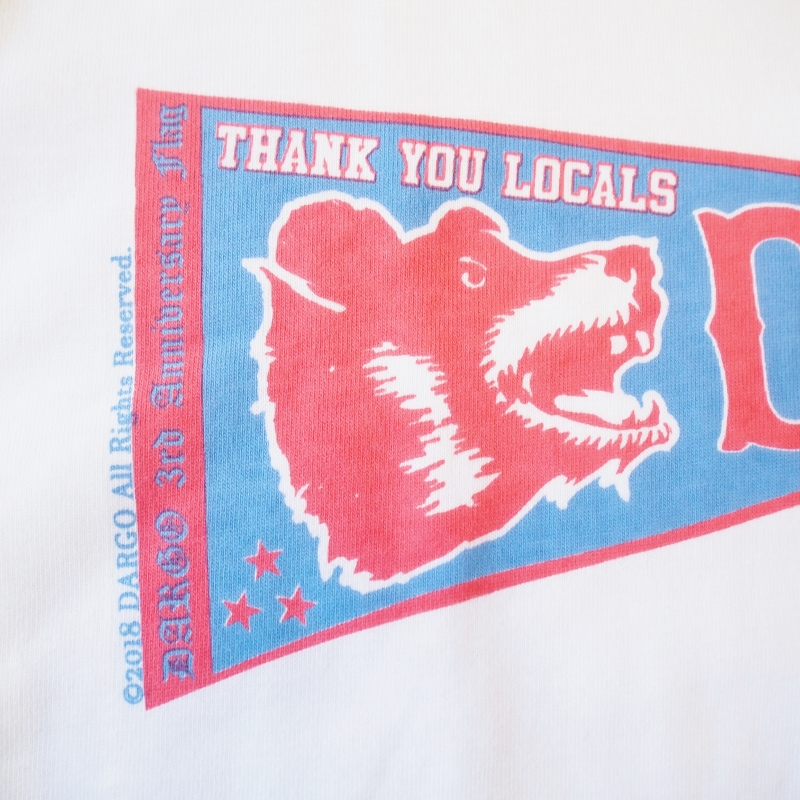 THANK YOU LOCALS
D
DARGO 3rd Anniversary Flag
©2018 DARGO All Rights Reserved.